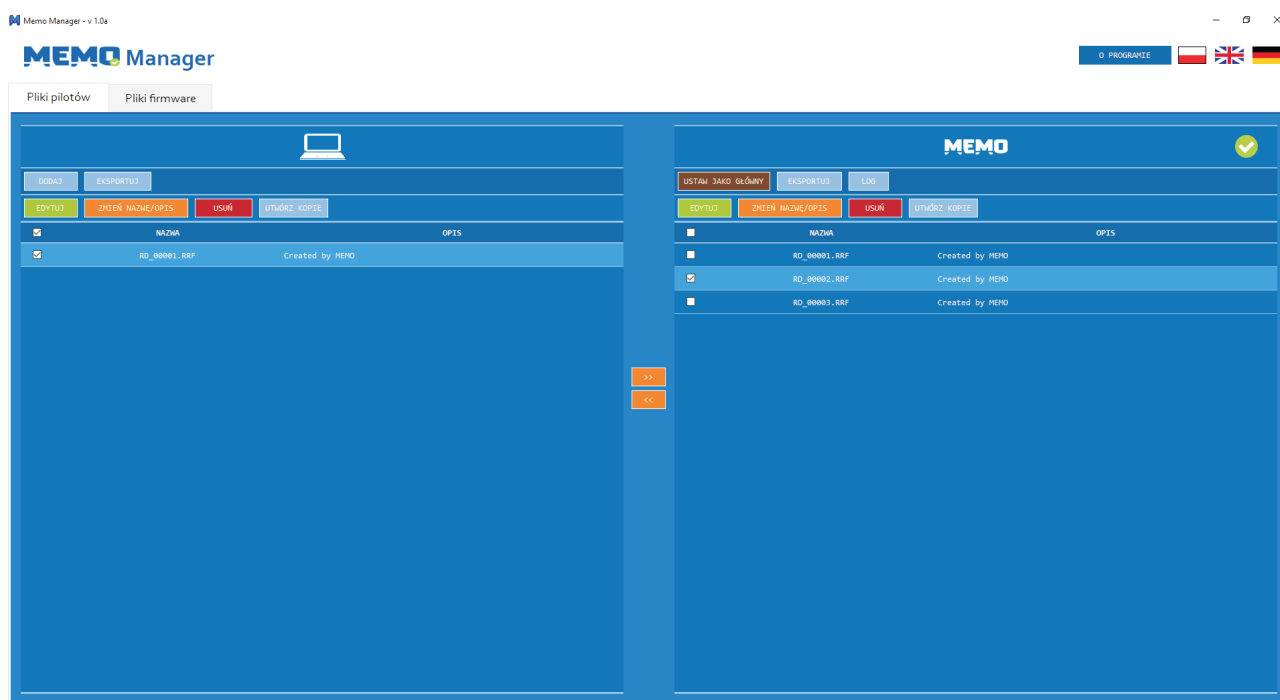 Memo Manager - v 1.0a
MEMO Manager
O PROGRAMIE
Pliki pilotów
Pliki firmware
DODAJ
EKSPORTUJ
EDYTUJ
ZMIEŃ NAZWĘ/OPIS
USUŃ
UTWÓRZ KOPIE
NAZWA
OPIS
RD_00001.RRF
Created by MEMO
>>
<<
MEMO
USTAW JAKO GŁÓWNY
EKSPORTUJ
LOG
EDYTUJ
ZMIEŃ NAZWĘ/OPIS
USUŃ
UTWÓRZ KOPIE
NAZWA
OPIS
RD_00001.RRF
Created by MEMO
RD_00002.RRF
Created by MEMO
RD_00003.RRF
Created by MEMO